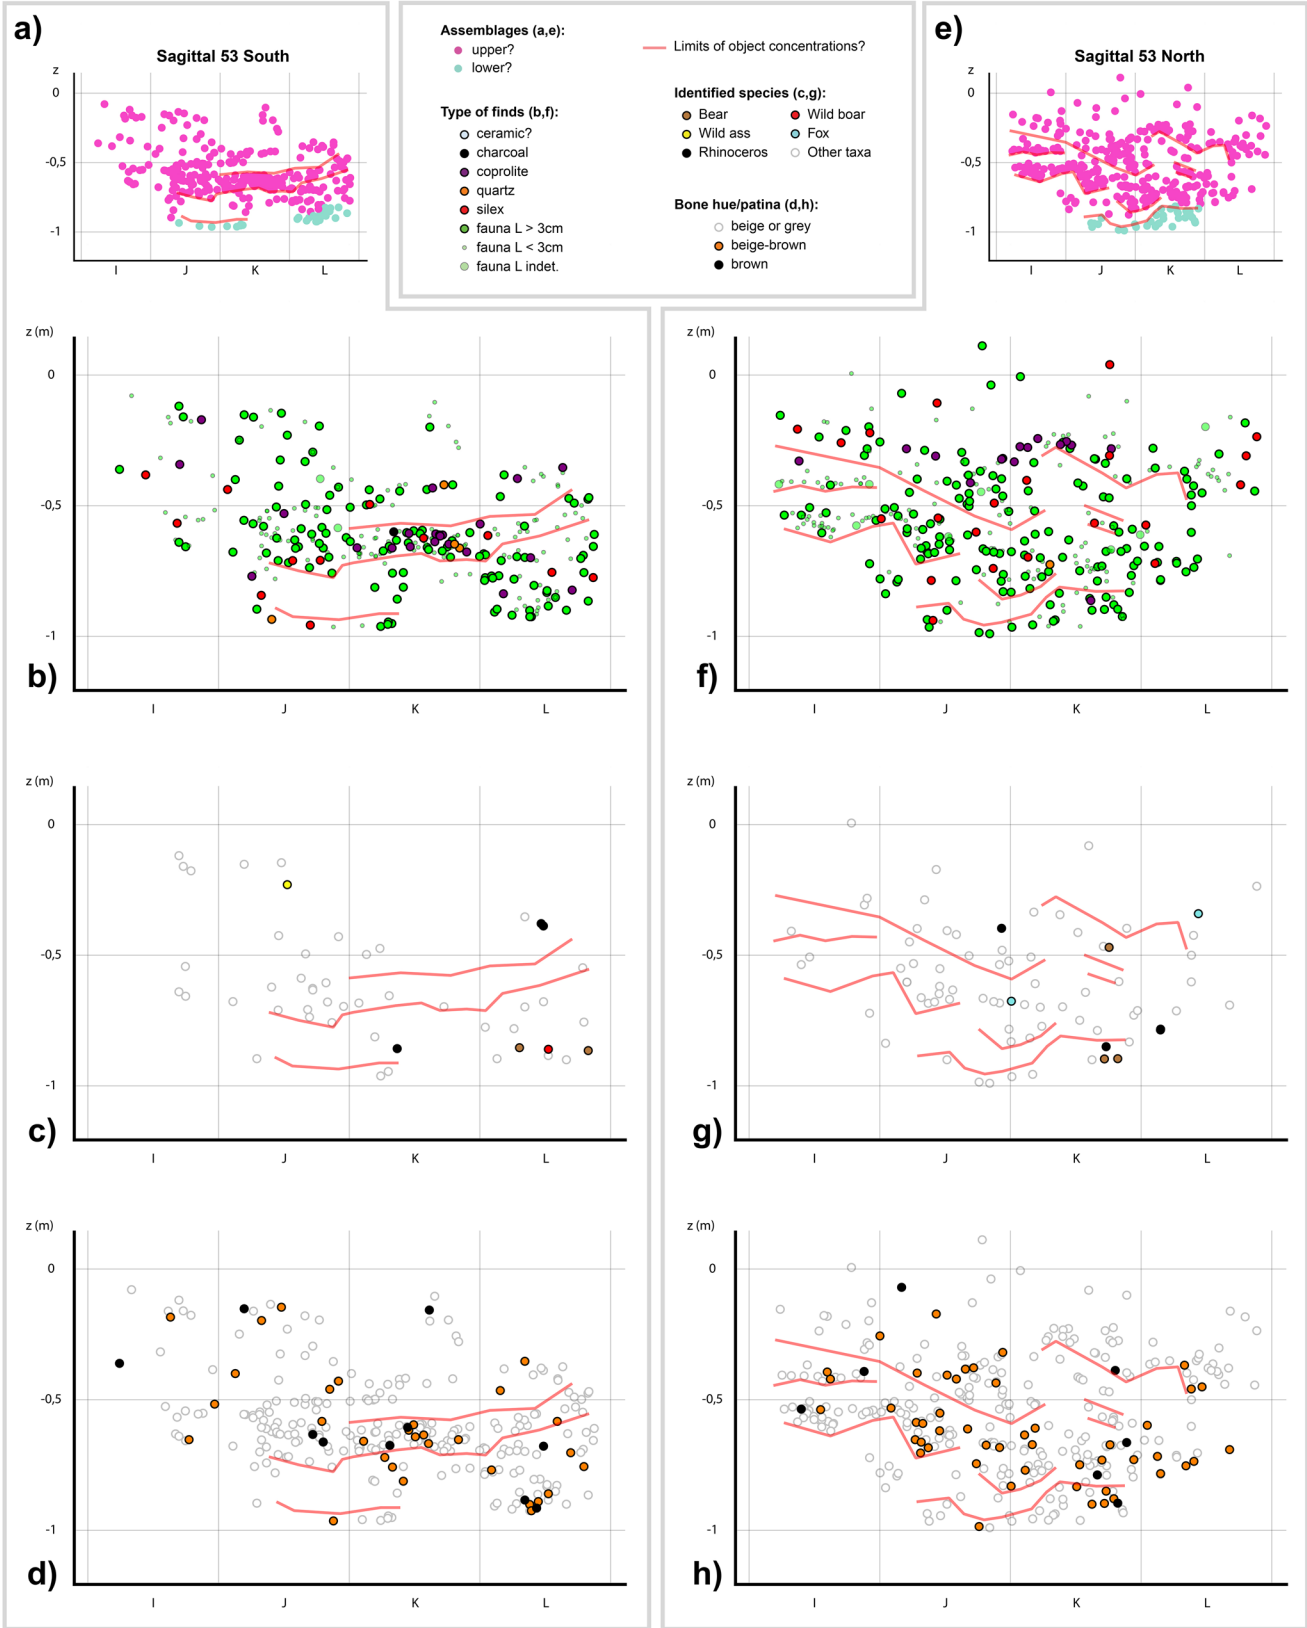 a)
Sagittal 53 South
z
0
-0,5
-1
I J K L
Assemblages (a,e):
upper?
lower?
Type of finds (b,f):
ceramic?
charcoal
coprolite
quartz
silex
fauna L > 3cm
fauna L < 3cm
fauna L indet.
Limits of object concentrations?
Identified species (c,g):
Bear Wild boar
Wild ass Fox
Rhinoceros Other taxa
Bone hue/patina (d,h):
beige or grey
beige-brown
brown
e)
Sagittal 53 North
z
0
-0,5
-1
I J K L
z (m)
0
-0,5
-1
b)
I J K L
z (m)
0
-0,5
-1
f)
I J K L
z (m)
0
-0,5
-1
c)
I J K L
z (m)
0
-0,5
-1
g)
I J K L
z (m)
0
-0,5
-1
d)
I J K L
z (m)
0
-0,5
-1
h)
I J K L